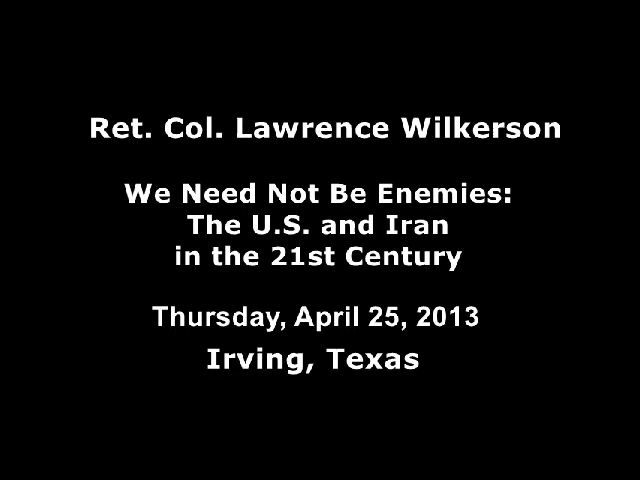 Ret. Col. Lawrence Wilkerson
We Need Not Be Enemies:
The U.S. and Iran
in the 21st Century
Thursday, April 25, 2013
Irving, Texas